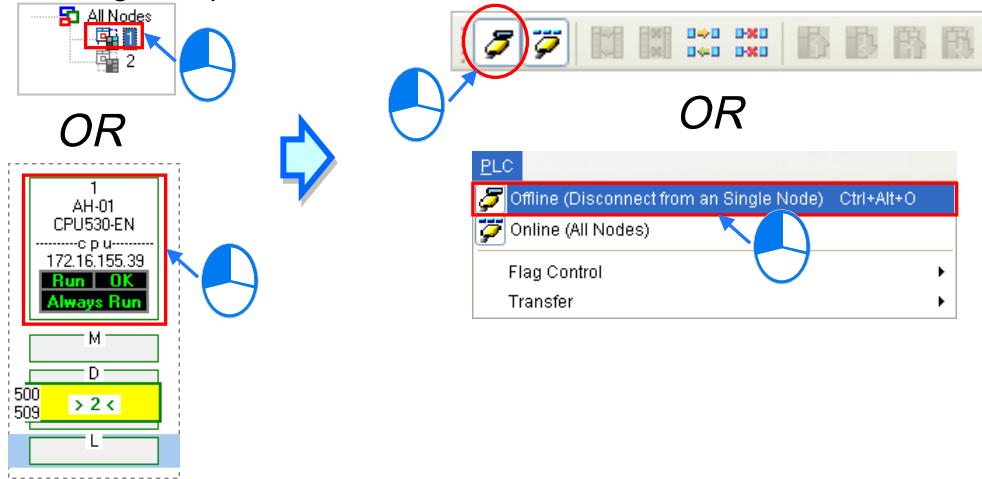 All Nodes
1
2
OR
1
AH-01
CPU530-EN
--------c p u--------
172.16.155.39
Run OK
Always Run
M
D
500
509
> 2 <
L
OR
PLC
Offline (Disconnect from an Single Node) Ctrl+Alt+O
Online (All Nodes)
Flag Control
Transfer